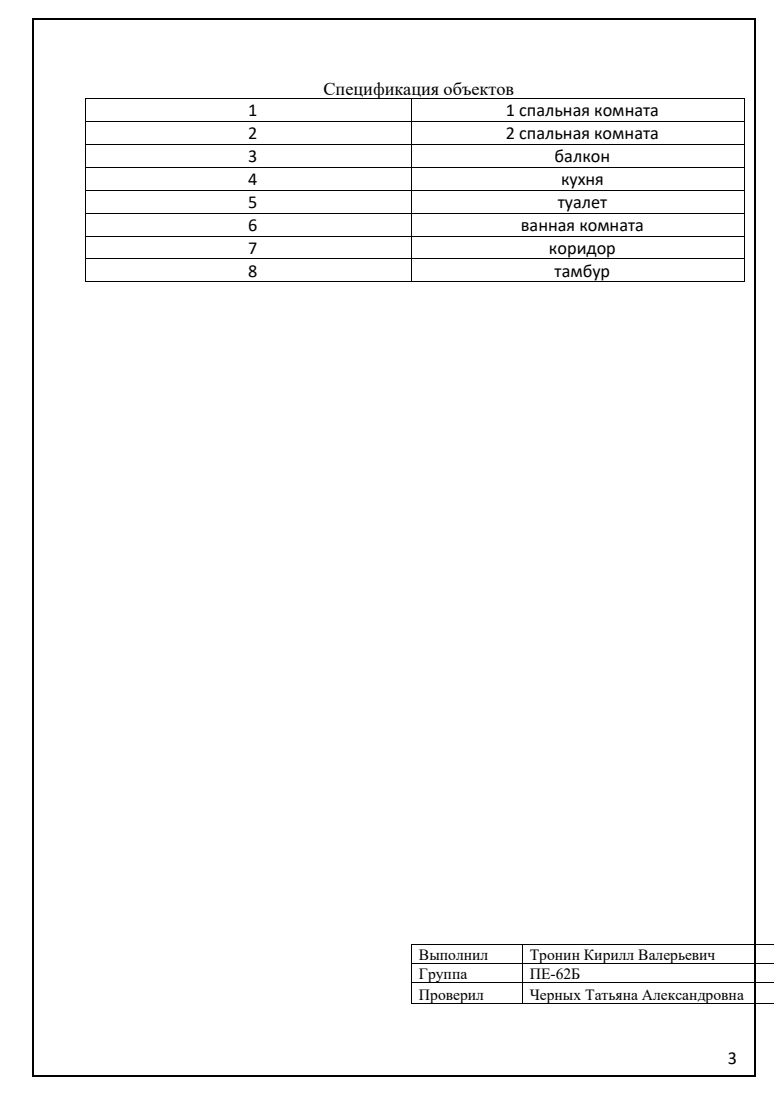 Спецификация объектов
1 1 спальная комната
2 2 спальная комната
3 балкон
4 кухня
5 туалет
6 ванная комната
7 коридор
8 тамбур
Выполнил Тронин Кирилл Валерьевич
Группа ПЕ-62Б
Проверил Черных Татьяна Александровна
3